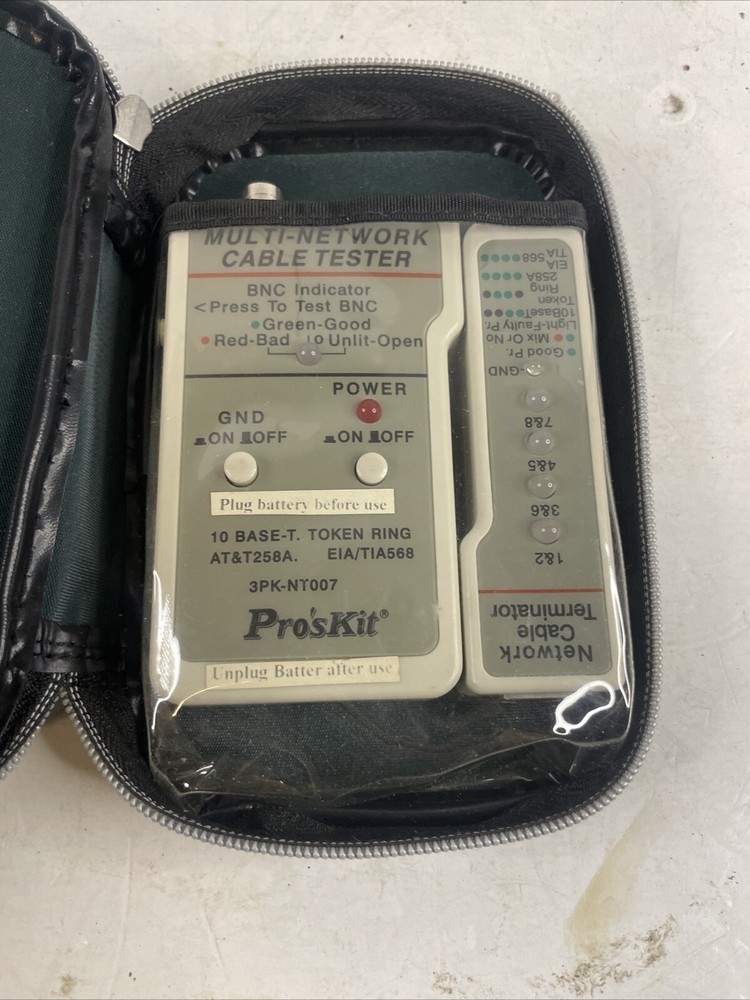 MULTI-NETWORK
CABLE TESTER
BNC Indicator
<Press To Test BNC
Green-Good
Red-Bad Unlit-Open
POWER
GND
ON OFF ON OFF
Plug battery before use
10 BASE-T. TOKEN RING
AT&T258A. EIA/TIA568
3PK-NT007
Pro'sKit®
Unplug Batter after use
Network
Cable
Terminator
1&2
3&6
4&5
7&8
-GND
Good Pr.
Mix Or No
Light-Faulty Pr.
10BaseT
Token
Ring
258A
EIA
TIA 568